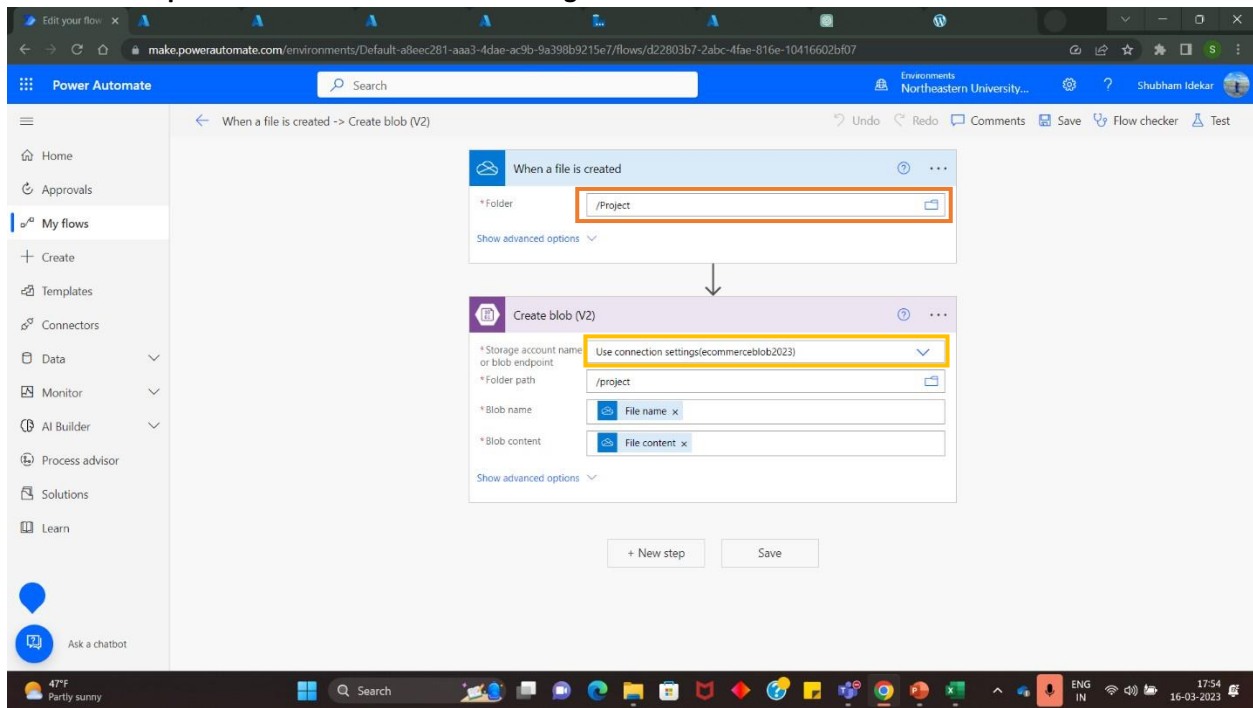 Edit your flow
make.powerautomate.com/environments/Default-a8eec281-aaa3-4dae-ac9b-9a398b9215e7/flows/d22803b7-2abc-4fae-816e-10416602bf07
S
Power Automate
Search
Environments
Northeastern University...
?
Shubham Idekar
When a file is created -> Create blob (V2)
Undo
Redo
Comments
Save
Flow checker
Test
Home
Approvals
My flows
Create
Templates
Connectors
Data
Monitor
AI Builder
Process advisor
Solutions
Learn
Ask a chatbot
When a file is created
* Folder
/Project
Show advanced options
Create blob (V2)
* Storage account name or blob endpoint
Use connection settings(ecommerceblob2023)
* Folder path
/project
* Blob name
File name x
* Blob content
File content x
Show advanced options
+ New step
Save
47°F
Partly sunny
Search
ENG
IN
17:54
16-03-2023